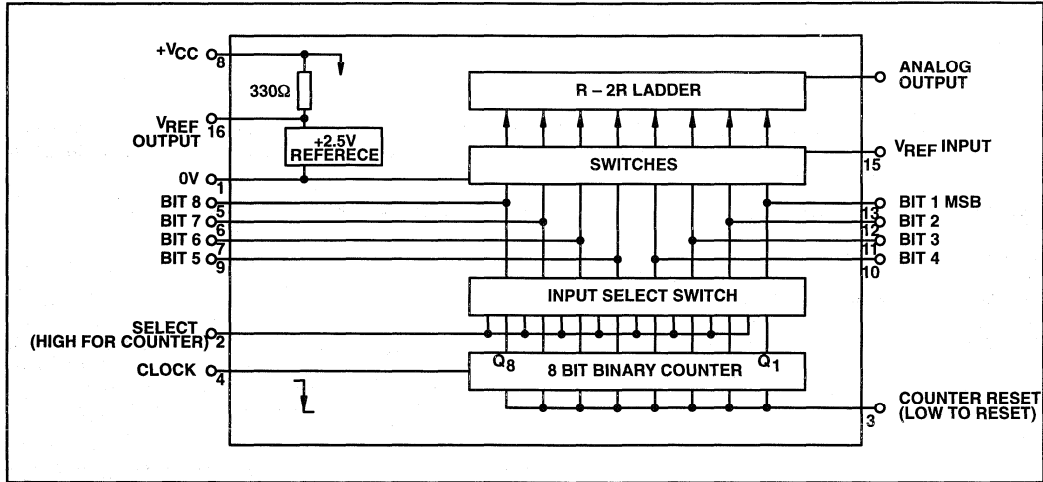 +VCC
8
330Ω
VREF
OUTPUT
16
+2.5V
REFERECE
0V
1
BIT 8
5
BIT 7
6
BIT 6
7
BIT 5
9
R – 2R LADDER
SWITCHES
ANALOG
OUTPUT
VREF INPUT
15
BIT 1 MSB
13
BIT 2
12
BIT 3
11
BIT 4
10
INPUT SELECT SWITCH
SELECT
(HIGH FOR COUNTER)
2
CLOCK
4
Q8
Q1
8 BIT BINARY COUNTER
COUNTER RESET
(LOW TO RESET)
3